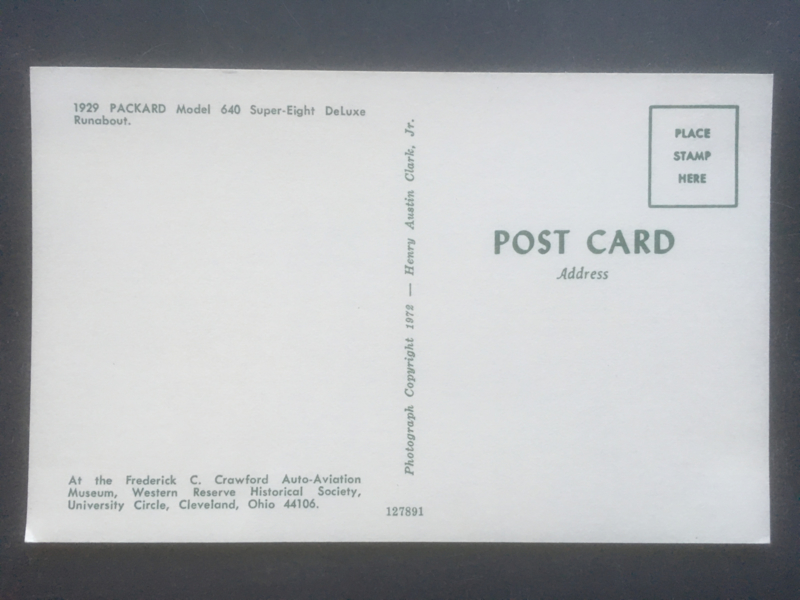 1929 PACKARD Model 640 Super-Eight DeLuxe
Runabout.
At the Frederick C. Crawford Auto-Aviation
Museum, Western Reserve Historical Society,
University Circle, Cleveland, Ohio 44106.
Photograph Copyright 1972 — Henry Austin Clark, Jr.
127891
PLACE
STAMP
HERE
POST CARD
Address